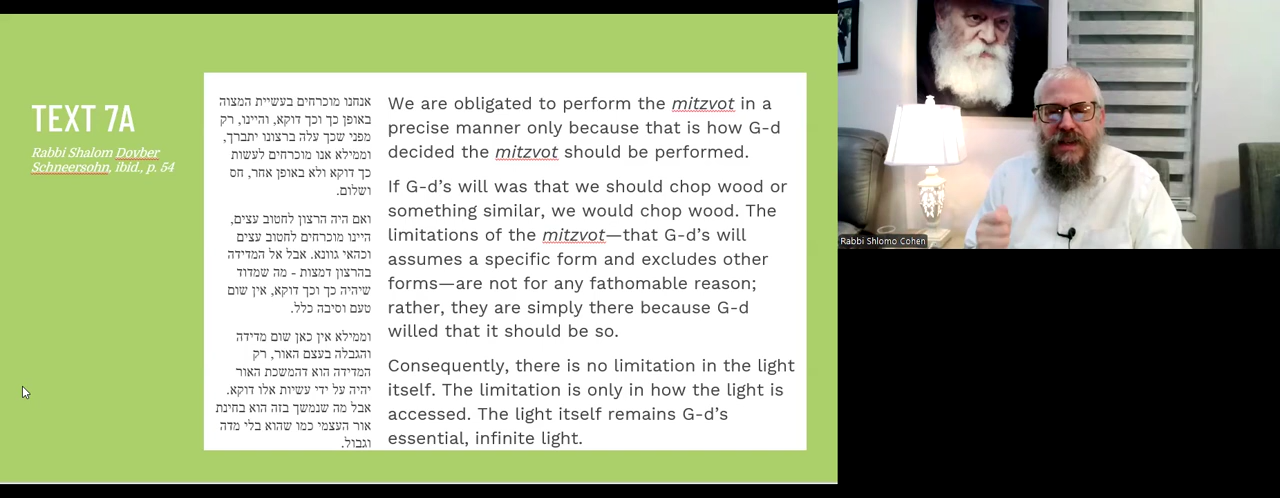 TEXT 7A
Rabbi Shalom Dovber
Schneersohn, ibid., p. 54
אנחנו מוכרחים בעשיית המצוה
באופן כך וכך דוקא, והיינו, רק
מפני שכך עלה ברצונו יתברך,
וממילא אנו מוכרחים לעשות
כך דוקא ולא באופן אחר, חס
ושלום.
ואם היה הרצון לחטוב עצים,
היינו מוכרחים לחטוב עצים
וכהאי גוונא. אבל אל המדידה
בהרצון דמצות - מה שמדוד
שיהיה כך וכך דוקא, אין שום
טעם וסיבה כלל.
וממילא אין כאן שום מדידה
והגבלה בעצם האור, רק
המדידה הוא דהמשכת האור
יהיה על ידי עשיות אלו דוקא.
אבל מה שנמשך בזה הוא בחינת
אור העצמי כמו שהוא בלי מדה
וגבול.
We are obligated to perform the mitzvot in a
precise manner only because that is how G-d
decided the mitzvot should be performed.
If G-d’s will was that we should chop wood or
something similar, we would chop wood. The
limitations of the mitzvot—that G-d’s will
assumes a specific form and excludes other
forms—are not for any fathomable reason;
rather, they are simply there because G-d
willed that it should be so.
Consequently, there is no limitation in the light
itself. The limitation is only in how the light is
accessed. The light itself remains G-d’s
essential, infinite light.
Rabbi Shlomo Cohen